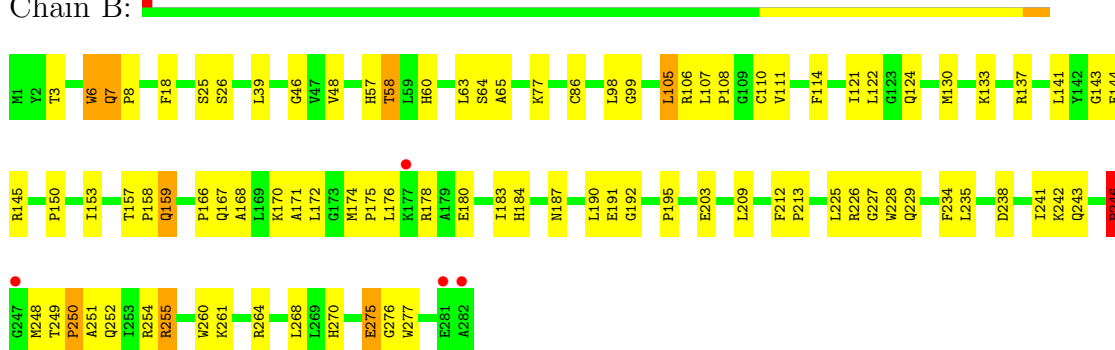 Chain B:
M1 Y2 T3 W6 Q7 P8 F18 S25 S26 L39 G46 V47 V48 H57 T58 L59 H60 L63 S64 A65 K77 C86 L98 G99 L105 R106 L107 P108 G109 C110 V111 F114 I121 L122 G123 Q124 M130 K133 R137 L141 Y142 G143
R145 P150 I153 T157 P158 Q159 P166 Q167 A168 L169 K170 A171 L172 G173 M174 P175 L176 K177 R178 A179 E180 I183 H184 N187 L190 E191 G192 P195 E203 L209 F212 P213 L225 R226 G227 W228 Q229 F234 L235 D238 I241 K242 Q243
G247 M248 T249 P250 A251 Q252 I253 R254 R255 W260 K261 R264 L268 L269 H270 E275 G276 W277 E281 A282